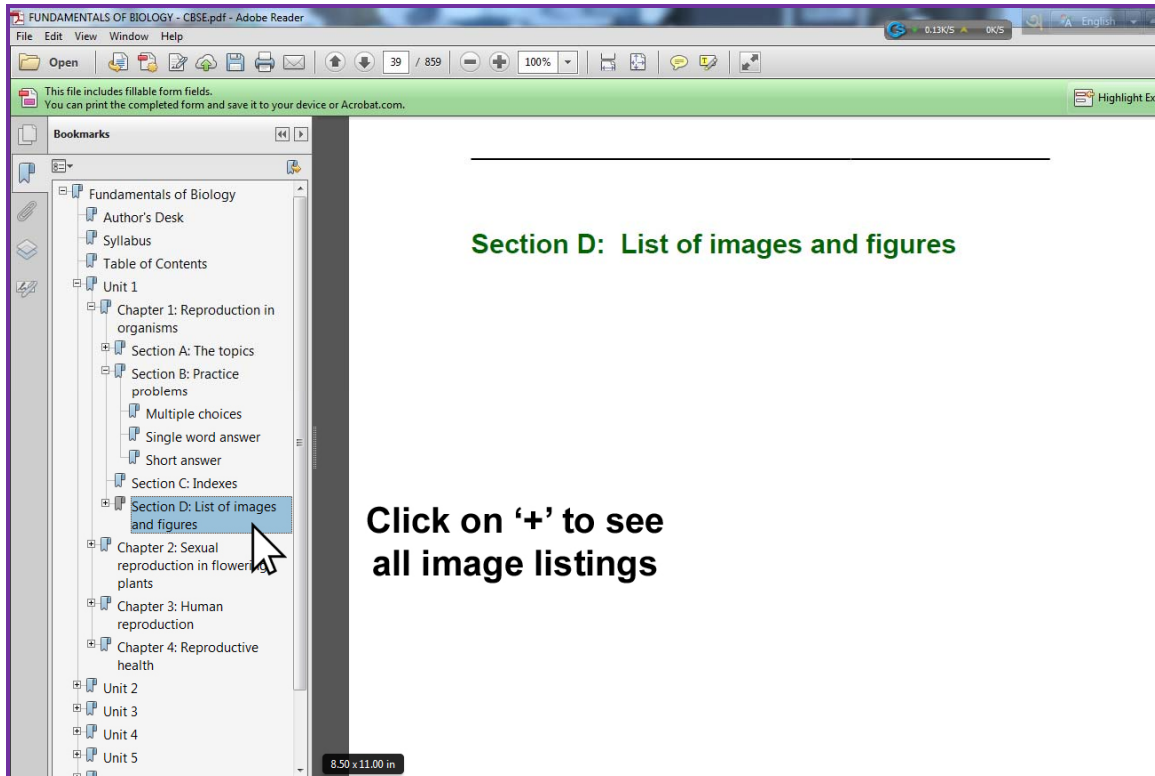 FUNDAMENTALS OF BIOLOGY - CBSE.pdf - Adobe Reader
File Edit View Window Help
0.13K/S 0K/S
English
Open 39 / 859 100%
This file includes fillable form fields.
You can print the completed form and save it to your device or Acrobat.com.
Highlight Ex
Bookmarks
Fundamentals of Biology
Author's Desk
Syllabus
Table of Contents
Unit 1
Chapter 1: Reproduction in
organisms
Section A: The topics
Section B: Practice
problems
Multiple choices
Single word answer
Short answer
Section C: Indexes
Section D: List of images
and figures
Chapter 2: Sexual
reproduction in flowering
plants
Chapter 3: Human
reproduction
Chapter 4: Reproductive
health
Unit 2
Unit 3
Unit 4
Unit 5
Section D: List of images and figures
Click on ‘+’ to see
all image listings
8.50 x 11.00 in